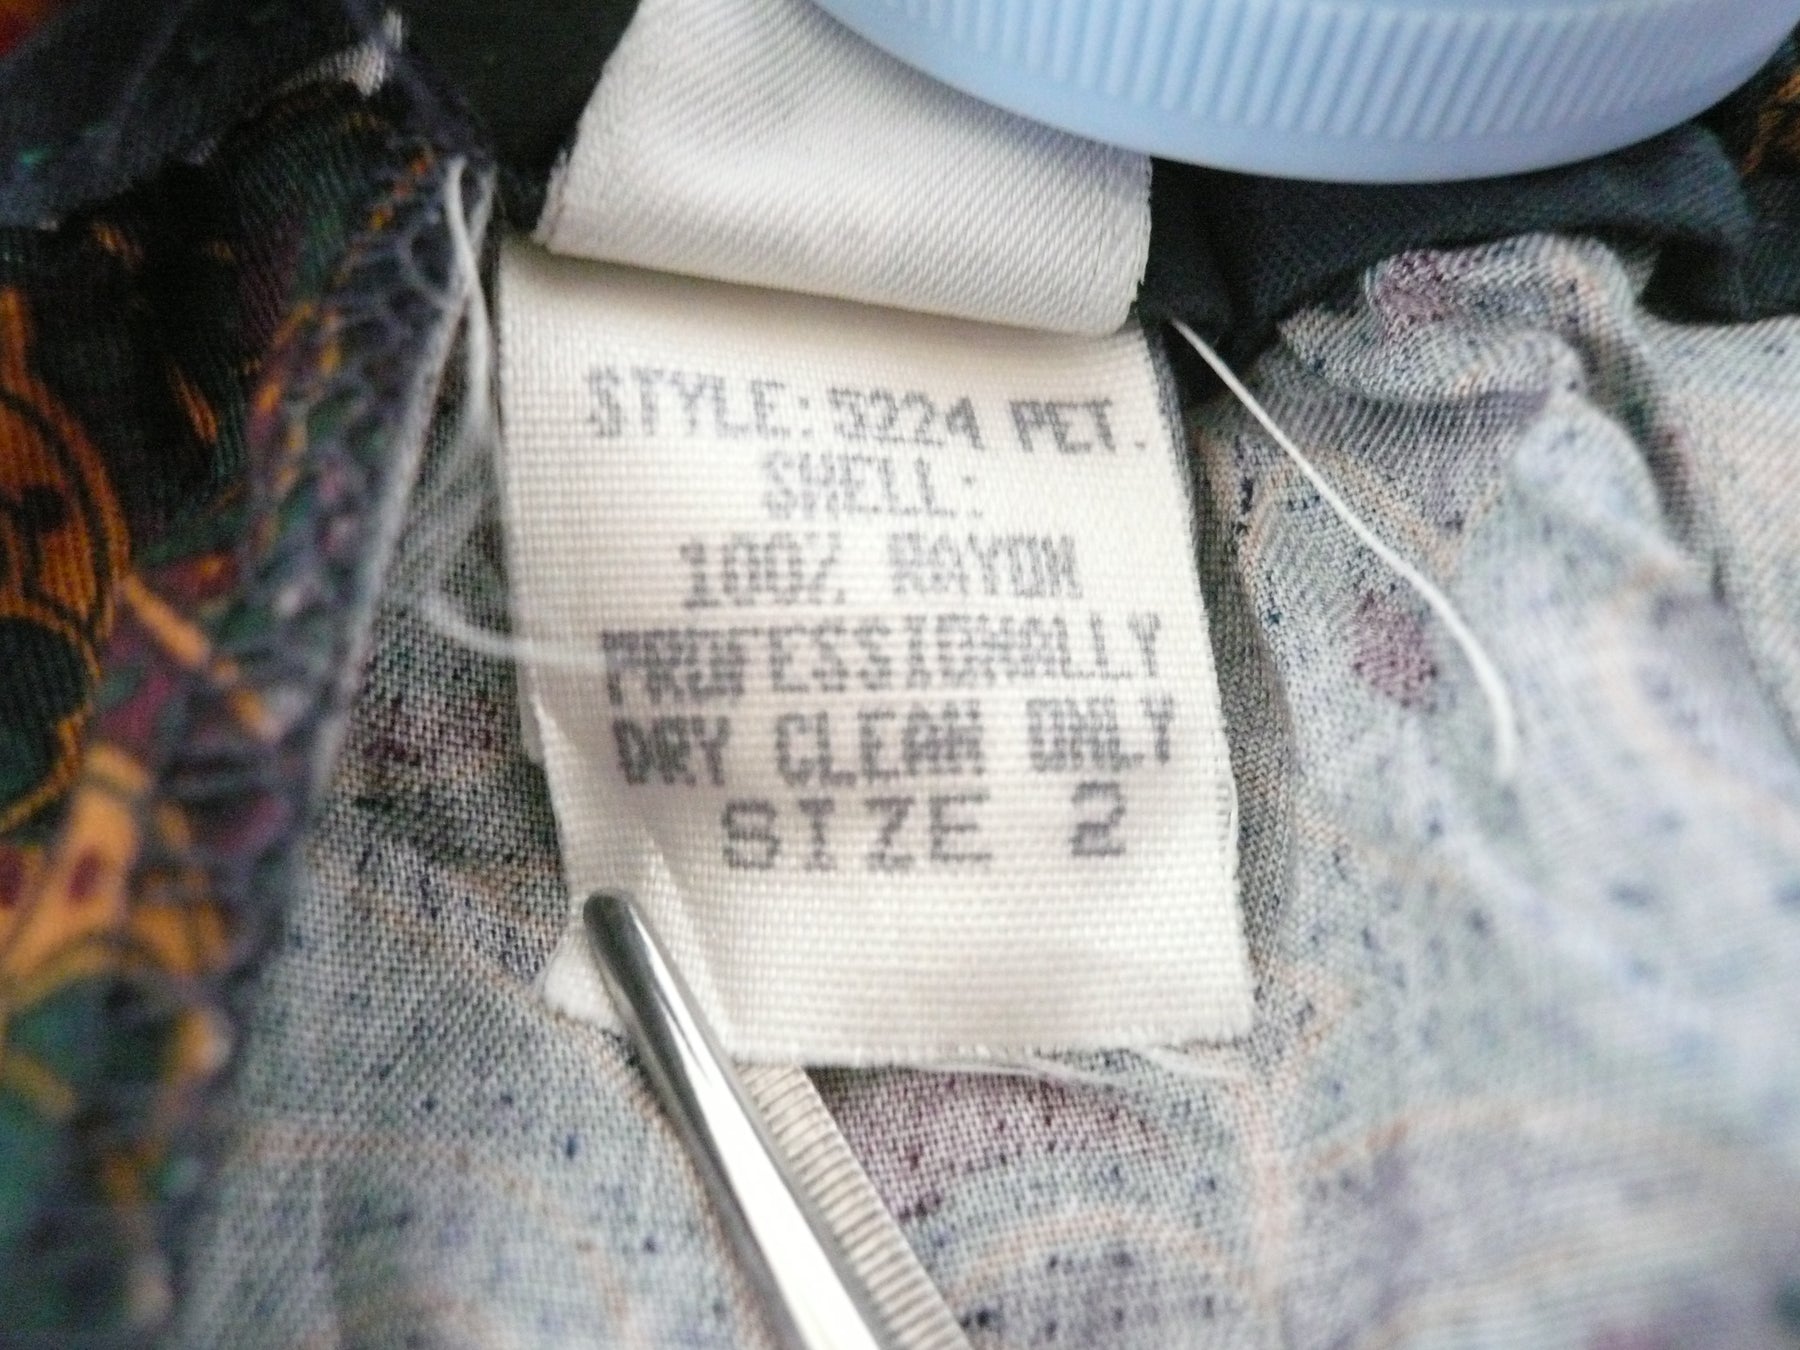 STYLE: 5224 PET.
SHELL:
100% RAYON
PROFESSIONALLY
DRY CLEAN ONLY
SIZE 2